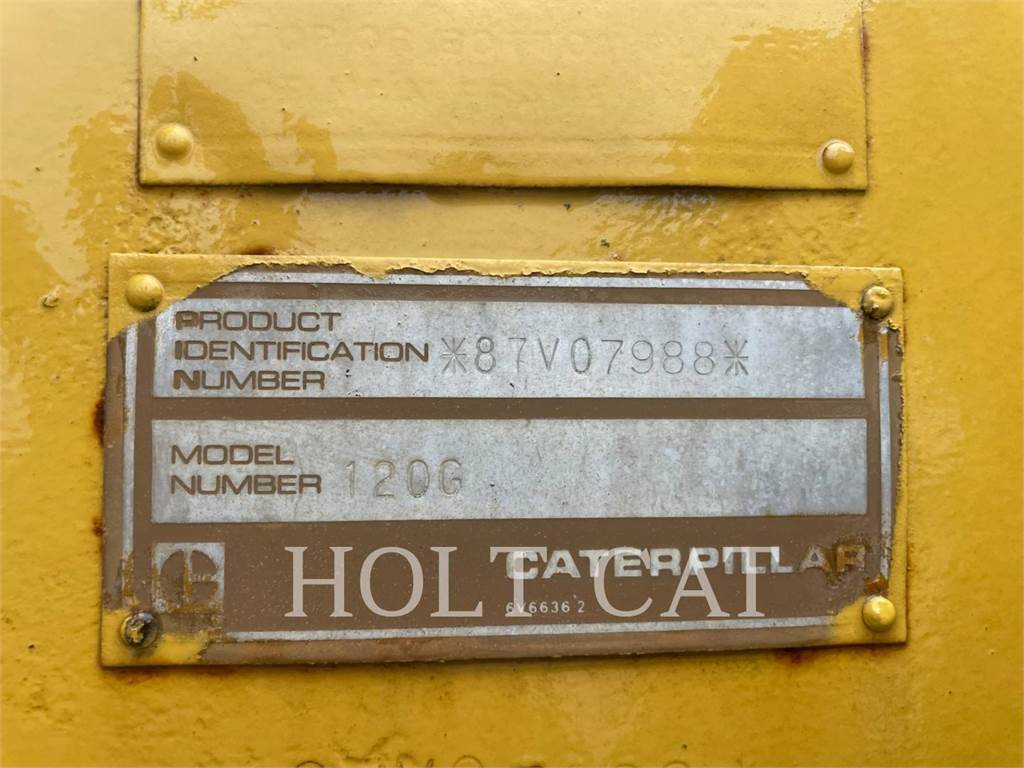 PRODUCT
IDENTIFICATION *87V07988*
NUMBER
MODEL
NUMBER 120G
CATERPILLAR
HOLT CAT
6V6636 2